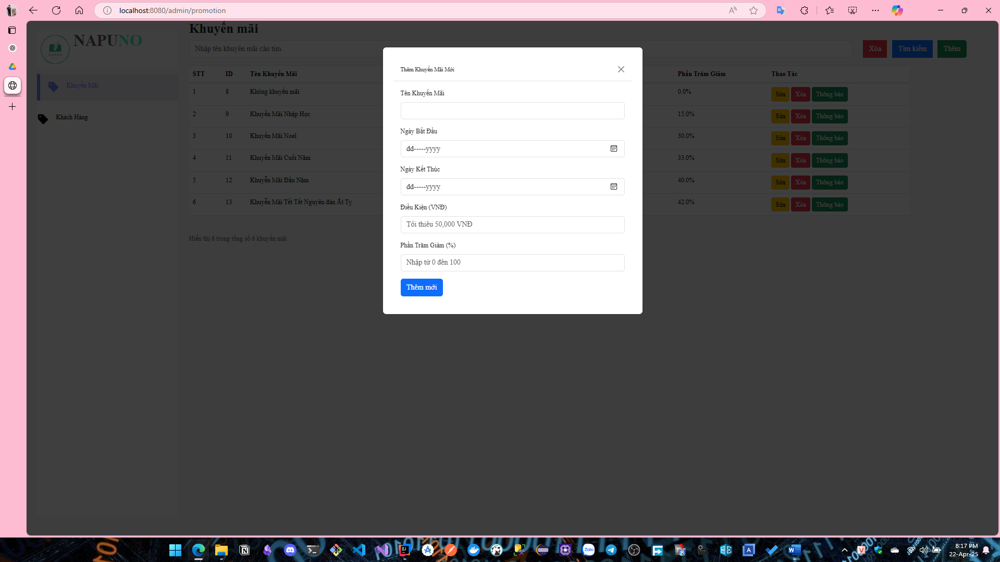 localhost:8080/admin/promotion
Khuyến mãi
NAPUNO
Nhập tên khuyến mãi cần tìm
Xóa
Tìm kiếm
Thêm
Khuyến Mãi
Khách Hàng
STT ID Tên Khuyến Mãi Phần Trăm Giảm Thao Tác
1 8 Không khuyến mãi 0.0% Sửa Xóa Thông báo
2 9 Khuyến Mãi Nhập Học 15.0% Sửa Xóa Thông báo
3 10 Khuyến Mãi Noel 30.0% Sửa Xóa Thông báo
4 11 Khuyến Mãi Cuối Năm 33.0% Sửa Xóa Thông báo
5 12 Khuyễn Mãi Đầu Năm 40.0% Sửa Xóa Thông báo
6 13 Khuyễn Mãi Tết Tết Nguyên đán Ất Tỵ 42.0% Sửa Xóa Thông báo
Hiển thị 6 trong tổng số 6 khuyến mãi
Thêm Khuyến Mãi Mới
Tên Khuyến Mãi
Ngày Bắt Đầu
dd-----yyyy
Ngày Kết Thúc
dd-----yyyy
Điều Kiện (VNĐ)
Tối thiểu 50,000 VNĐ
Phần Trăm Giảm (%)
Nhập từ 0 đến 100
Thêm mới
8:17 PM
22-Apr-25